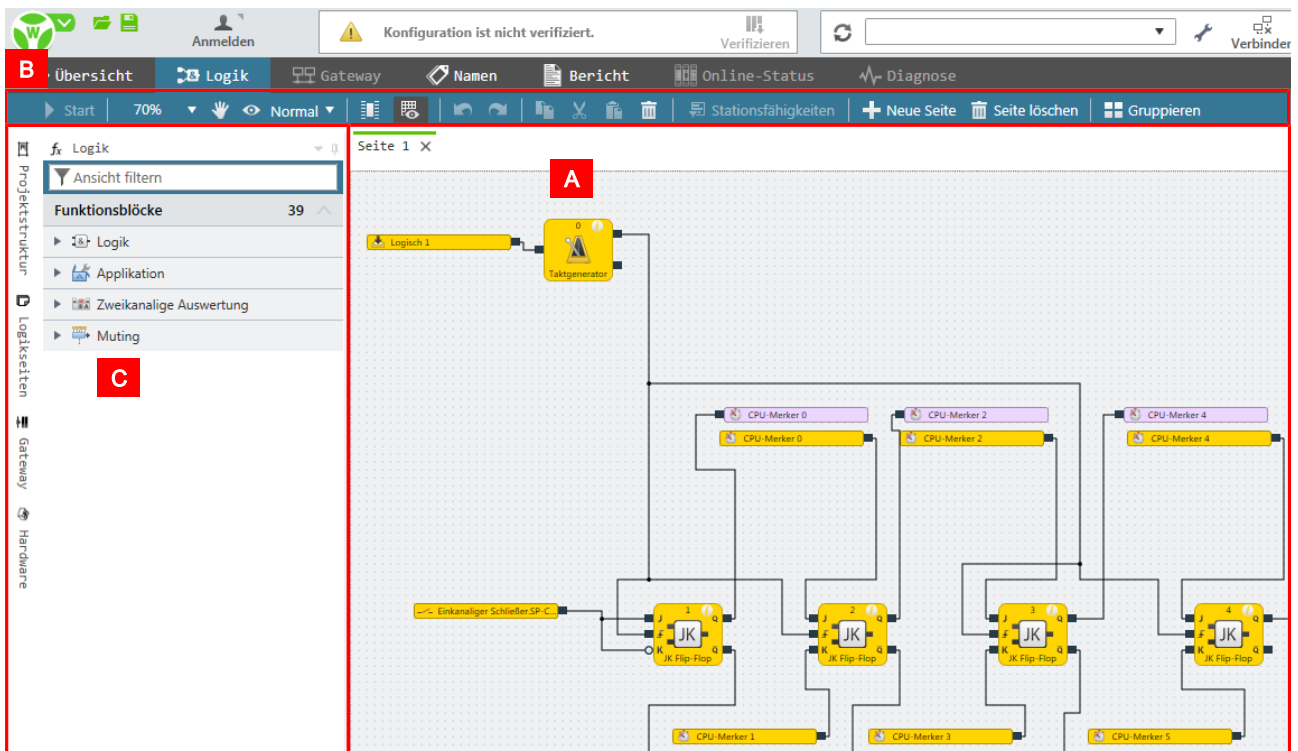 W
Anmelden
Konfiguration ist nicht verifiziert.
Verifizieren
Verbinden
B
Übersicht
Logik
Gateway
Namen
Bericht
Online-Status
Diagnose
Start
70%
Normal
Stationsfähigkeiten
Neue Seite
Seite löschen
Gruppieren
Projektstruktur
Logikseiten
Gateway
Hardware
fx Logik
Ansicht filtern
Funktionsblöcke 39
Logik
Applikation
Zweikanalige Auswertung
Muting
C
Seite 1
A
Logisch 1
0
Taktgenerator
CPU-Merker 0
CPU-Merker 2
CPU-Merker 4
CPU-Merker 0
CPU-Merker 2
CPU-Merker 4
Einkanaliger Schließer.SP-C...
1
J Q
JK
K Q
JK Flip-Flop
2
J Q
JK
K Q
JK Flip-Flop
3
J Q
JK
K Q
JK Flip-Flop
4
J Q
JK
K Q
JK Flip-Flop
CPU-Merker 1
CPU-Merker 3
CPU-Merker 5